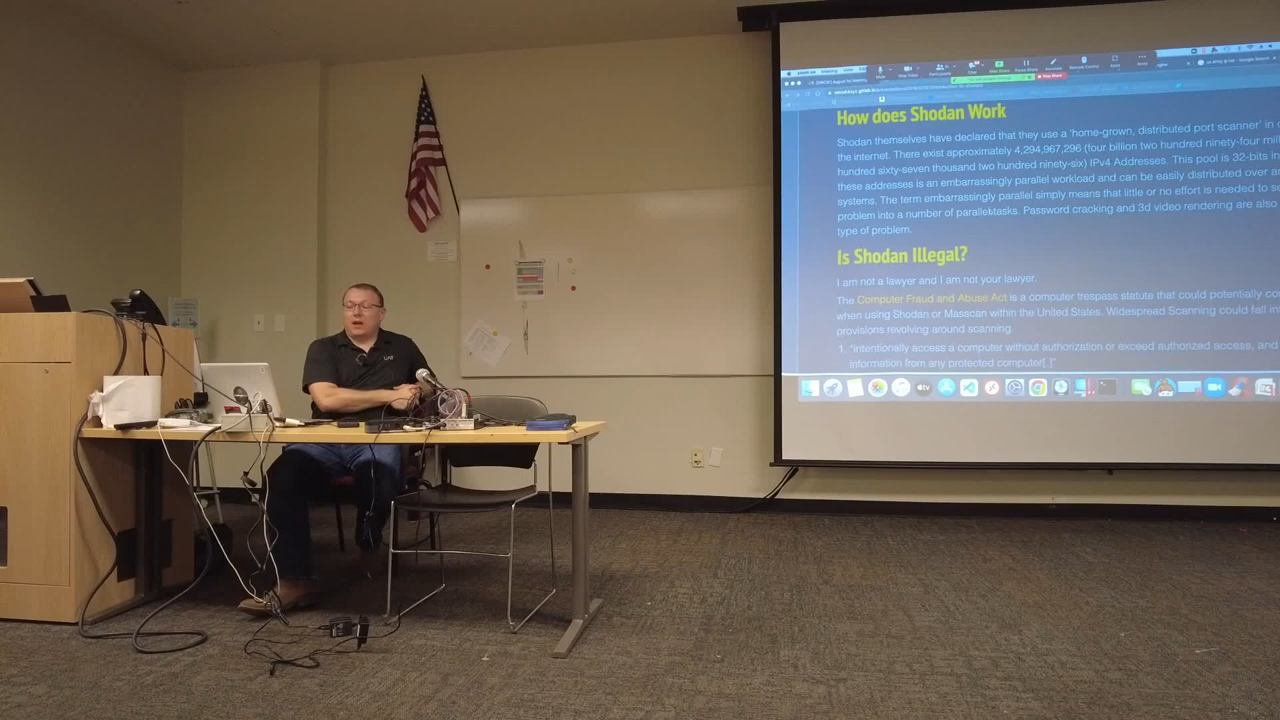 How does Shodan Work
Shodan themselves have declared that they use a 'home-grown, distributed port scanner' in
the internet. There exist approximately 4,294,967,296 (four billion two hundred ninety-four mill
hundred sixty-seven thousand two hundred ninety-six) IPv4 Addresses. This pool is 32-bits in
these addresses is an embarrassingly parallel workload and can be easily distributed over
systems. The term embarrassingly parallel simply means that little or no effort is needed to
problem into a number of parallel tasks. Password cracking and 3d video rendering are also
type of problem.
Is Shodan Illegal?
I am not a lawyer and I am not your lawyer.
The Computer Fraud and Abuse Act is a computer trespass statute that could potentially
when using Shodan or Masscan within the United States. Widespread Scanning could fall
provisions revolving around scanning.
1. "intentionally access a computer without authorization or exceed authorized access, and
information from any protected computer[.]"
UAT